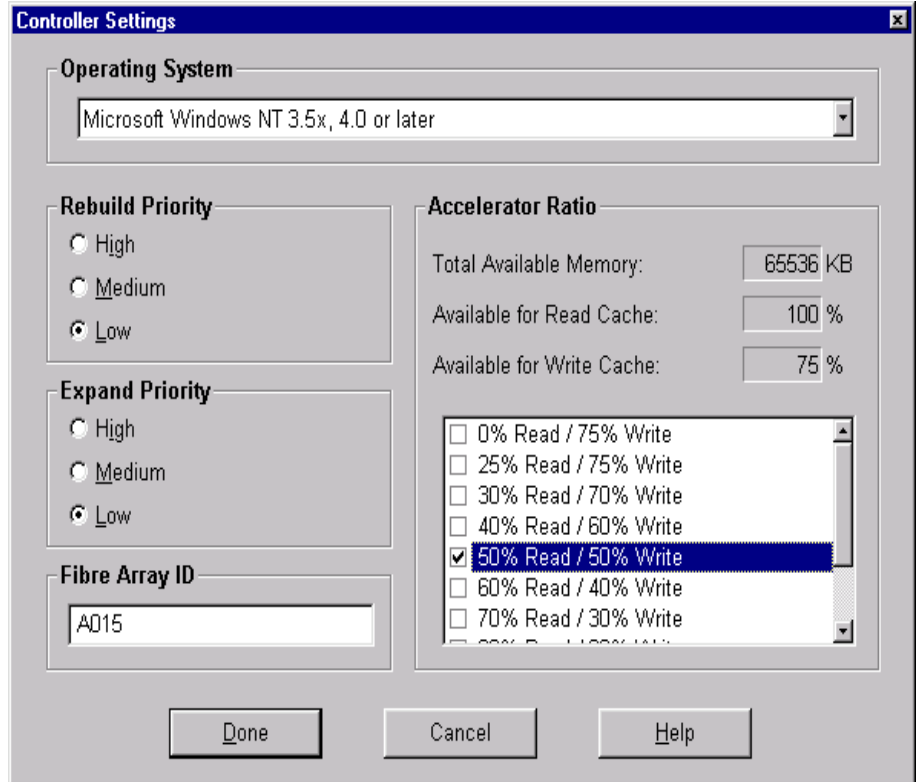 Controller Settings
Operating System
Microsoft Windows NT 3.5x, 4.0 or later
Rebuild Priority
High
Medium
Low
Expand Priority
High
Medium
Low
Fibre Array ID
A015
Accelerator Ratio
Total Available Memory: 65536 KB
Available for Read Cache: 100 %
Available for Write Cache: 75 %
0% Read / 75% Write
25% Read / 75% Write
30% Read / 70% Write
40% Read / 60% Write
50% Read / 50% Write
60% Read / 40% Write
70% Read / 30% Write
Done Cancel Help